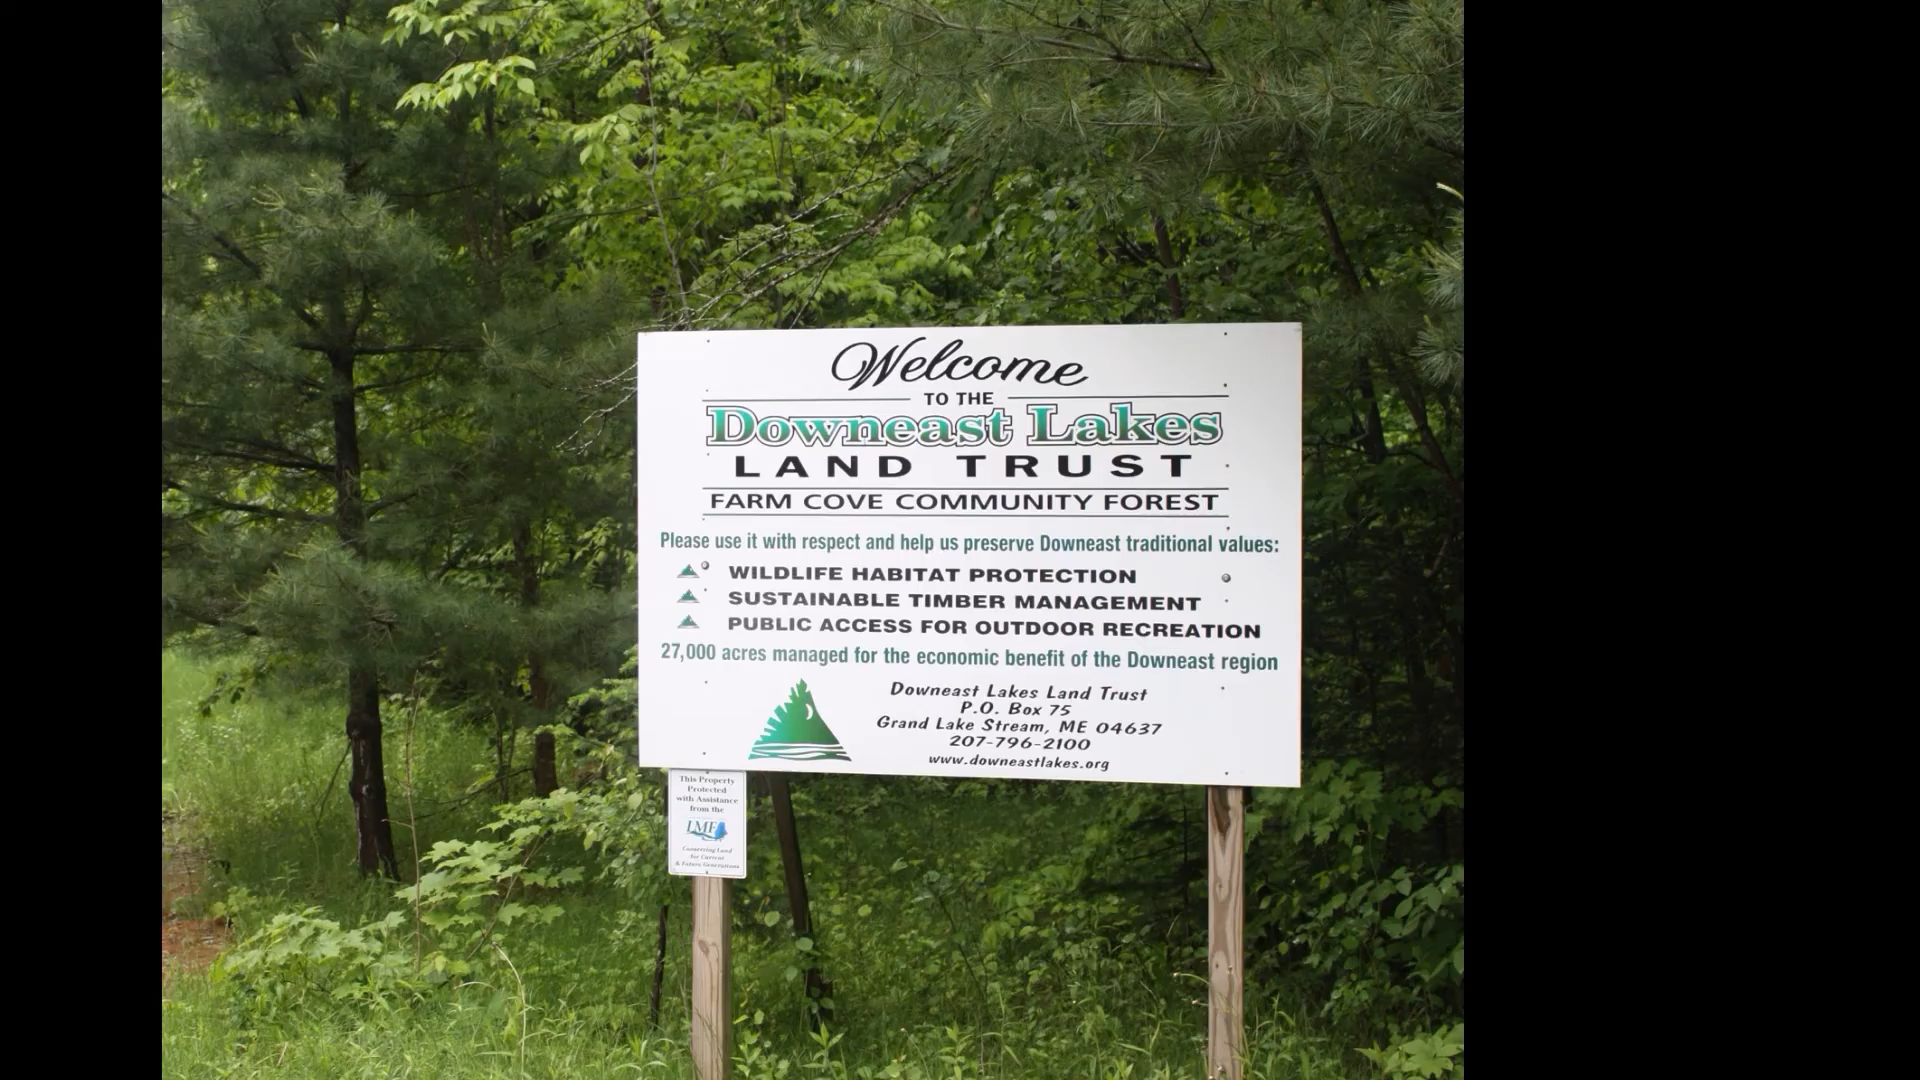 Welcome
TO THE
Downeast Lakes
LAND TRUST
FARM COVE COMMUNITY FOREST
Please use it with respect and help us preserve Downeast traditional values:
WILDLIFE HABITAT PROTECTION
SUSTAINABLE TIMBER MANAGEMENT
PUBLIC ACCESS FOR OUTDOOR RECREATION
27,000 acres managed for the economic benefit of the Downeast region
Downeast Lakes Land Trust
P.O. Box 75
Grand Lake Stream, ME 04637
207-796-2100
www.downeastlakes.org
This Property
Protected
with Assistance
from the
LMF
Conserving Land
for Current
& Future Generations